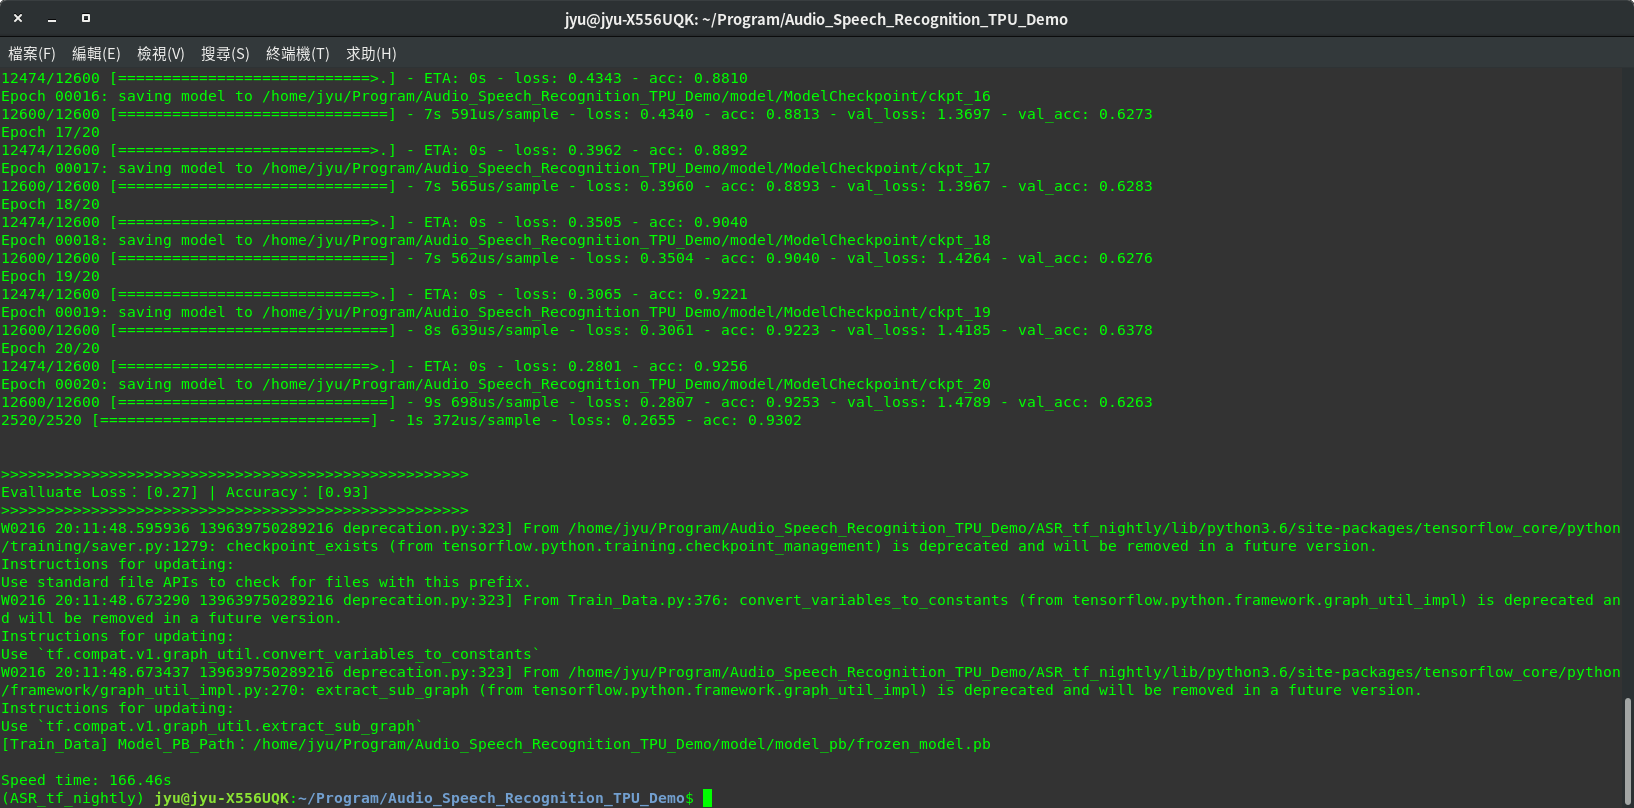 jyu@jyu-X556UQK: ~/Program/Audio_Speech_Recognition_TPU_Demo
檔案(F) 編輯(E) 檢視(V) 搜尋(S) 終端機(T) 求助(H)
12474/12600 [============================>.] - ETA: 0s - loss: 0.4343 - acc: 0.8810
Epoch 00016: saving model to /home/jyu/Program/Audio_Speech_Recognition_TPU_Demo/model/ModelCheckpoint/ckpt_16
12600/12600 [==============================] - 7s 591us/sample - loss: 0.4340 - acc: 0.8813 - val_loss: 1.3697 - val_acc: 0.6273
Epoch 17/20
12474/12600 [============================>.] - ETA: 0s - loss: 0.3962 - acc: 0.8892
Epoch 00017: saving model to /home/jyu/Program/Audio_Speech_Recognition_TPU_Demo/model/ModelCheckpoint/ckpt_17
12600/12600 [==============================] - 7s 565us/sample - loss: 0.3960 - acc: 0.8893 - val_loss: 1.3967 - val_acc: 0.6283
Epoch 18/20
12474/12600 [============================>.] - ETA: 0s - loss: 0.3505 - acc: 0.9040
Epoch 00018: saving model to /home/jyu/Program/Audio_Speech_Recognition_TPU_Demo/model/ModelCheckpoint/ckpt_18
12600/12600 [==============================] - 7s 562us/sample - loss: 0.3504 - acc: 0.9040 - val_loss: 1.4264 - val_acc: 0.6276
Epoch 19/20
12474/12600 [============================>.] - ETA: 0s - loss: 0.3065 - acc: 0.9221
Epoch 00019: saving model to /home/jyu/Program/Audio_Speech_Recognition_TPU_Demo/model/ModelCheckpoint/ckpt_19
12600/12600 [==============================] - 8s 639us/sample - loss: 0.3061 - acc: 0.9223 - val_loss: 1.4185 - val_acc: 0.6378
Epoch 20/20
12474/12600 [============================>.] - ETA: 0s - loss: 0.2801 - acc: 0.9256
Epoch 00020: saving model to /home/jyu/Program/Audio_Speech_Recognition_TPU_Demo/model/ModelCheckpoint/ckpt_20
12600/12600 [==============================] - 9s 698us/sample - loss: 0.2807 - acc: 0.9253 - val_loss: 1.4789 - val_acc: 0.6263
2520/2520 [==============================] - 1s 372us/sample - loss: 0.2655 - acc: 0.9302
>>>>>>>>>>>>>>>>>>>>>>>>>>>>>>>>>>>>>>>>>>>>>>>>>>>>
Evalluate Loss：[0.27] | Accuracy：[0.93]
>>>>>>>>>>>>>>>>>>>>>>>>>>>>>>>>>>>>>>>>>>>>>>>>>>>>
W0216 20:11:48.595936 139639750289216 deprecation.py:323] From /home/jyu/Program/Audio_Speech_Recognition_TPU_Demo/ASR_tf_nightly/lib/python3.6/site-packages/tensorflow_core/python
/training/saver.py:1279: checkpoint_exists (from tensorflow.python.training.checkpoint_management) is deprecated and will be removed in a future version.
Instructions for updating:
Use standard file APIs to check for files with this prefix.
W0216 20:11:48.673290 139639750289216 deprecation.py:323] From Train_Data.py:376: convert_variables_to_constants (from tensorflow.python.framework.graph_util_impl) is deprecated an
d will be removed in a future version.
Instructions for updating:
Use `tf.compat.v1.graph_util.convert_variables_to_constants`
W0216 20:11:48.673437 139639750289216 deprecation.py:323] From /home/jyu/Program/Audio_Speech_Recognition_TPU_Demo/ASR_tf_nightly/lib/python3.6/site-packages/tensorflow_core/python
/framework/graph_util_impl.py:270: extract_sub_graph (from tensorflow.python.framework.graph_util_impl) is deprecated and will be removed in a future version.
Instructions for updating:
Use `tf.compat.v1.graph_util.extract_sub_graph`
[Train_Data] Model_PB_Path：/home/jyu/Program/Audio_Speech_Recognition_TPU_Demo/model/model_pb/frozen_model.pb
Speed time: 166.46s
(ASR_tf_nightly) jyu@jyu-X556UQK:~/Program/Audio_Speech_Recognition_TPU_Demo$